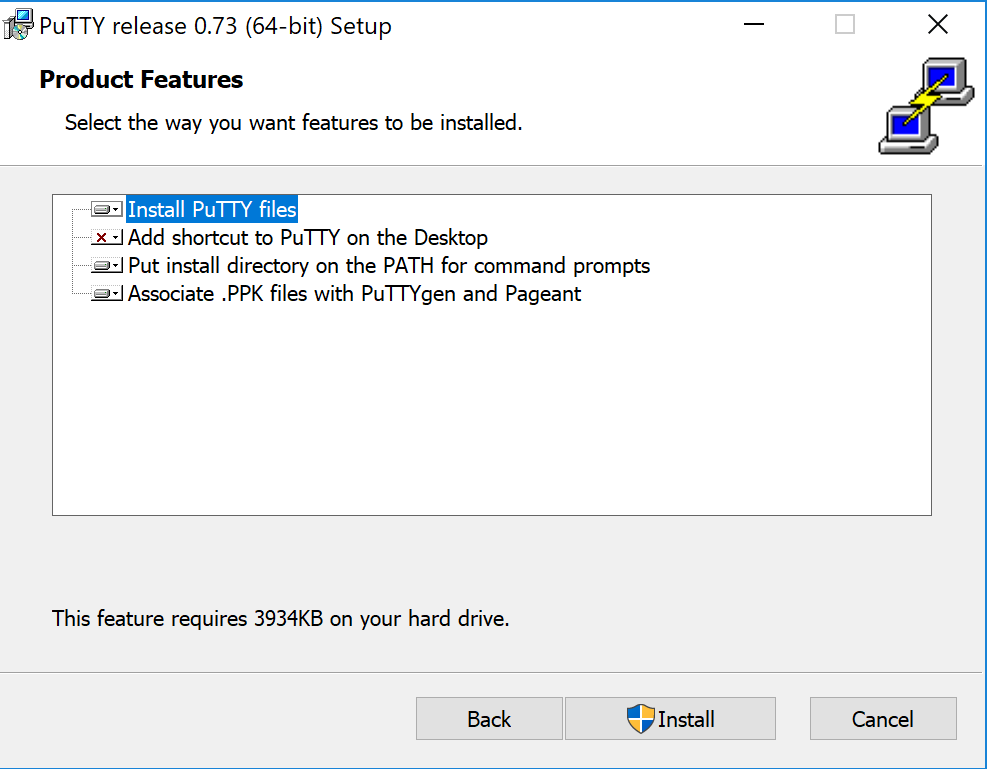 PuTTY release 0.73 (64-bit) Setup
Product Features
Select the way you want features to be installed.
Install PuTTY files
Add shortcut to PuTTY on the Desktop
Put install directory on the PATH for command prompts
Associate .PPK files with PuTTYgen and Pageant
This feature requires 3934KB on your hard drive.
Back Install Cancel